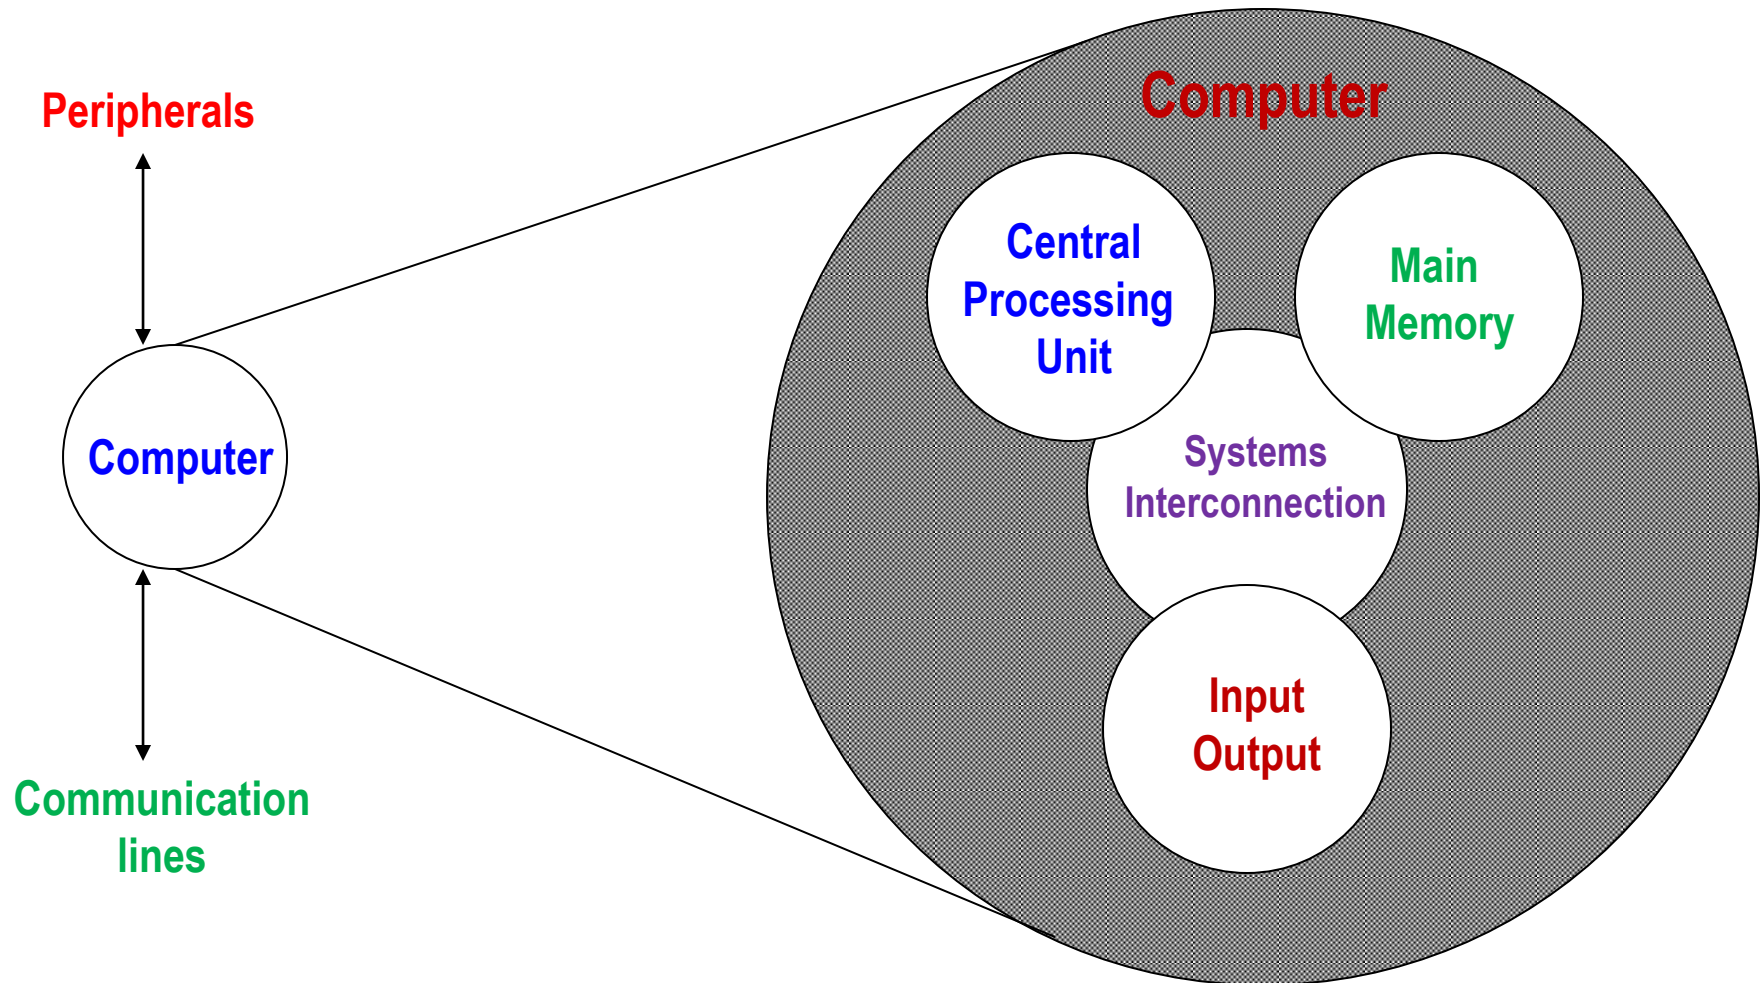 Peripherals
Computer
Communication
lines
Computer
Central
Processing
Unit
Main
Memory
Systems
Interconnection
Input
Output